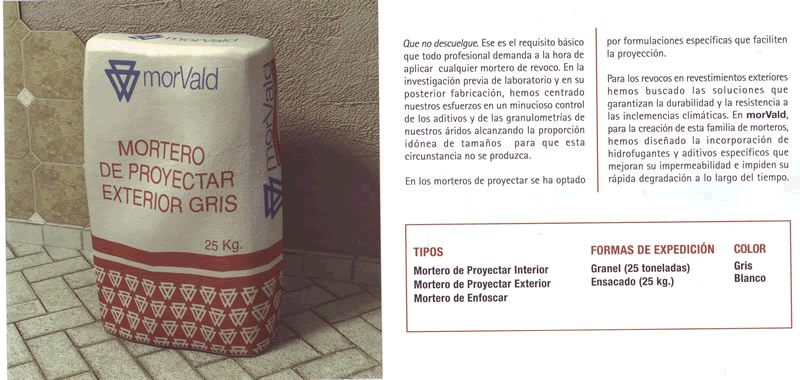 morVald
morVald
morVald
MORTERO
DE PROYECTAR
EXTERIOR GRIS
25 Kg.
Que no descuelgue. Ese es el requisito básico
que todo profesional demanda a la hora de
aplicar cualquier mortero de revoco. En la
investigación previa de laboratorio y en su
posterior fabricación, hemos centrado
nuestros esfuerzos en un minucioso control
de los aditivos y de las granulometrías de
nuestros áridos alcanzando la proporción
idónea de tamaños para que esta
circunstancia no se produzca.
En los morteros de proyectar se ha optado
por formulaciones específicas que faciliten
la proyección.
Para los revocos en revestimientos exteriores
hemos buscado las soluciones que
garantizan la durabilidad y la resistencia a
las inclemencias climáticas. En morVald,
para la creación de esta familia de morteros,
hemos diseñado la incorporación de
hidrofugantes y aditivos específicos que
mejoran su impermeabilidad e impiden su
rápida degradación a lo largo del tiempo.
TIPOS
Mortero de Proyectar Interior
Mortero de Proyectar Exterior
Mortero de Enfoscar
FORMAS DE EXPEDICIÓN
Granel (25 toneladas)
Ensacado (25 kg.)
COLOR
Gris
Blanco